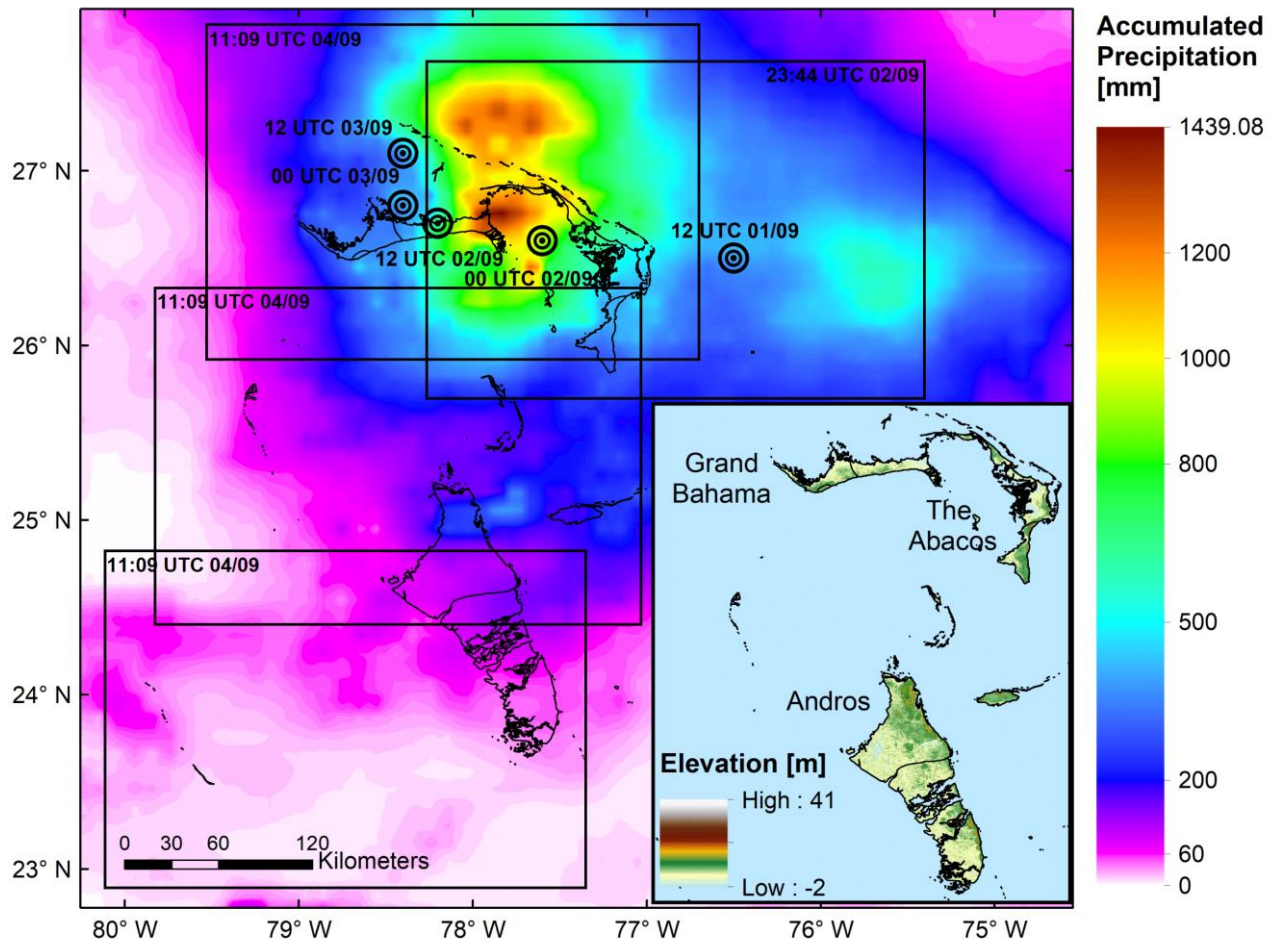 Accumulated
Precipitation
[mm]
1439.08
1200
1000
800
500
200
60
0
27° N
26° N
25° N
24° N
23° N
80° W
79° W
78° W
77° W
76° W
75° W
11:09 UTC 04/09
23:44 UTC 02/09
12 UTC 03/09
00 UTC 03/09
12 UTC 02/09
00 UTC 02/09
12 UTC 01/09
11:09 UTC 04/09
11:09 UTC 04/09
0 30 60 120
Kilometers
Grand
Bahama
The
Abacos
Andros
Elevation [m]
High : 41
Low : -2